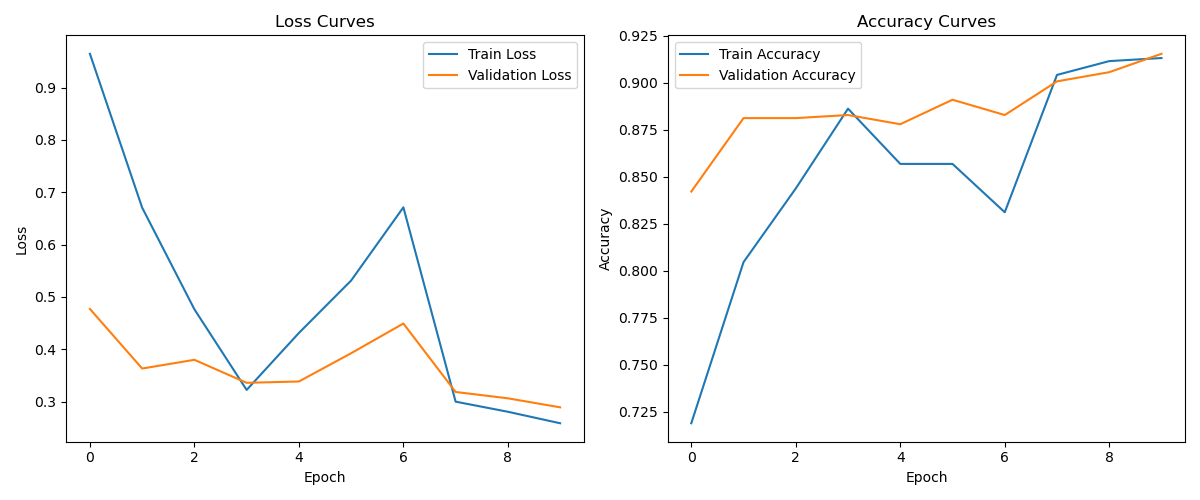 Loss Curves
Train Loss
Validation Loss
0.9
0.8
0.7
0.6
0.5
0.4
0.3
Loss
0 2 4 6 8
Epoch
Accuracy Curves
Train Accuracy
Validation Accuracy
0.925
0.900
0.875
0.850
0.825
0.800
0.775
0.750
0.725
Accuracy
0 2 4 6 8
Epoch